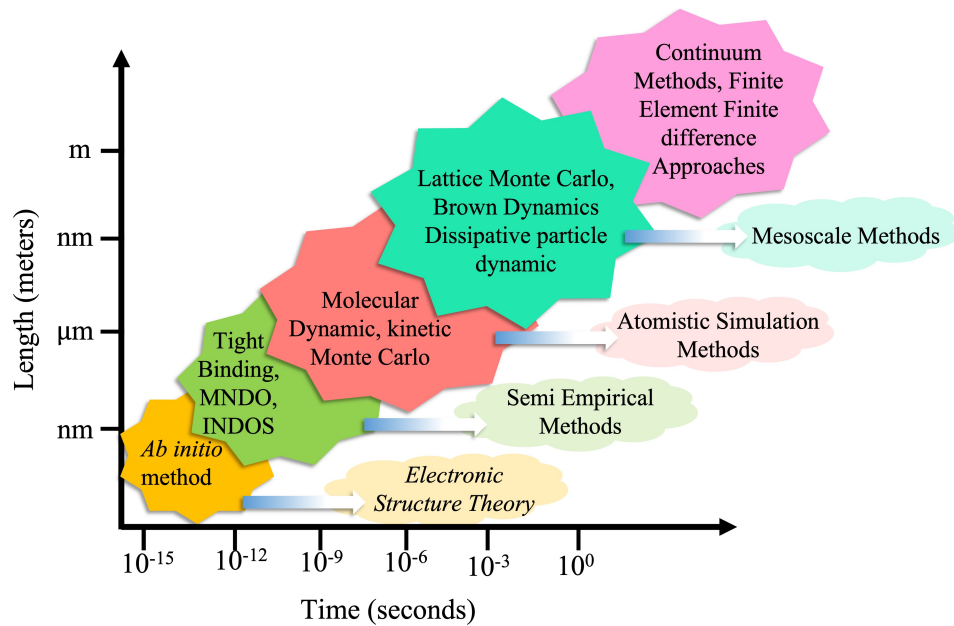 Continuum
Methods, Finite
Element Finite
difference
Approaches
m
Lattice Monte Carlo,
Brown Dynamics
Dissipative particle
dynamic
nm
Mesoscale Methods
Length (meters)
Molecular
Dynamic, kinetic
Monte Carlo
μm
Atomistic Simulation
Methods
Tight
Binding,
MNDO,
INDOS
Semi Empirical
Methods
nm
Ab initio
method
Electronic
Structure Theory
10⁻¹⁵
10⁻¹²
10⁻⁹
10⁻⁶
10⁻³
10⁰
Time (seconds)